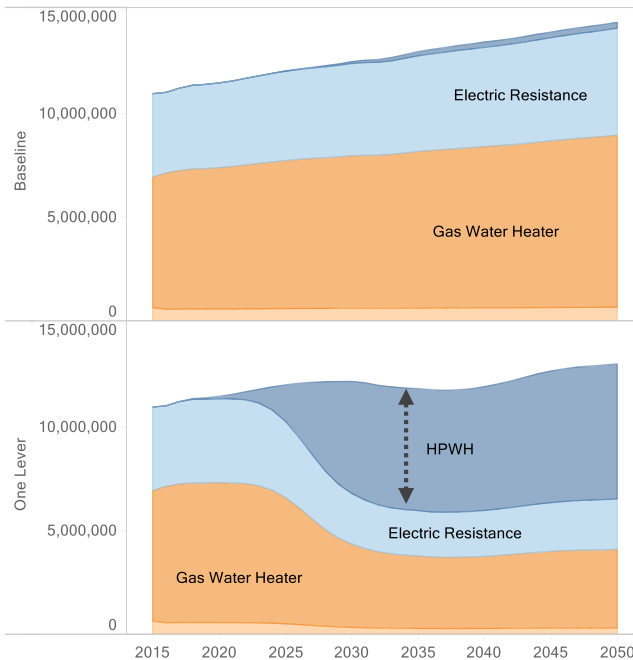 15,000,000
10,000,000
5,000,000
0
Baseline
Electric Resistance
Gas Water Heater
15,000,000
10,000,000
5,000,000
0
One Lever
HPWH
Electric Resistance
Gas Water Heater
2015 2020 2025 2030 2035 2040 2045 2050